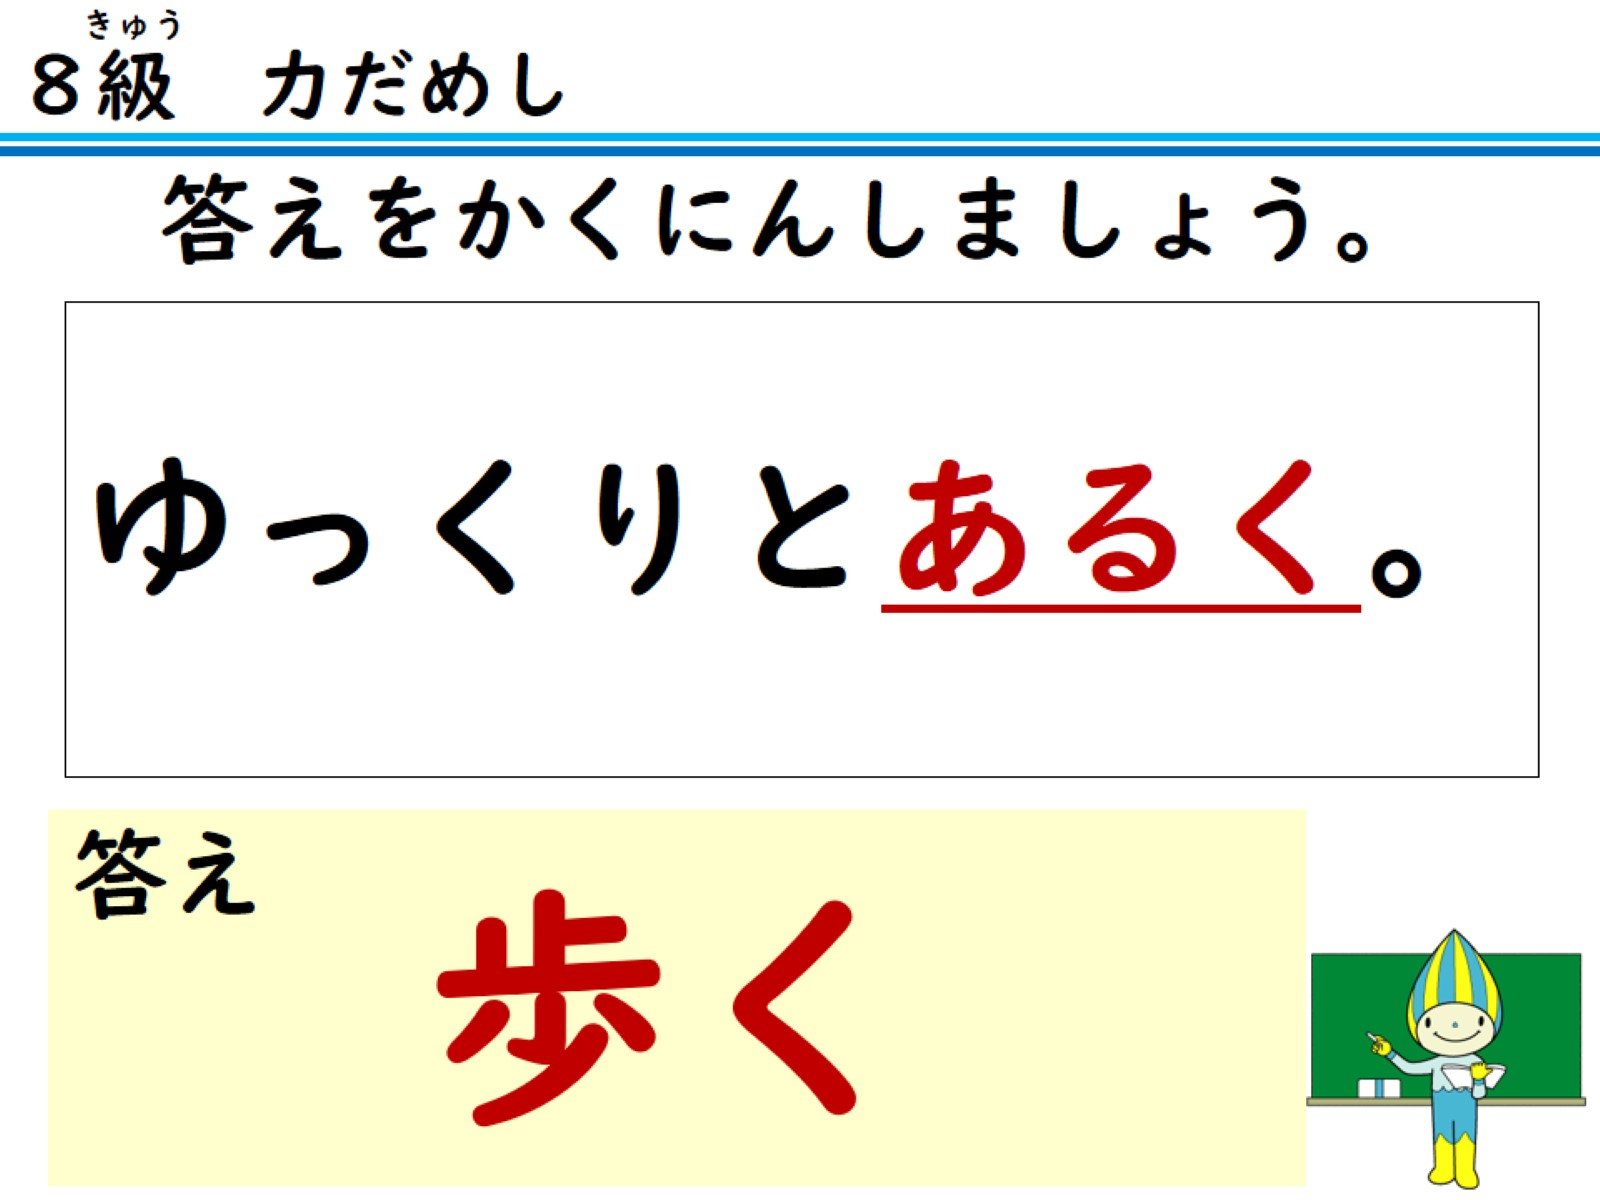 きゅう
８級　力だめし
答えをかくにんしましょう。
ゆっくりとあるく。
答え
歩く